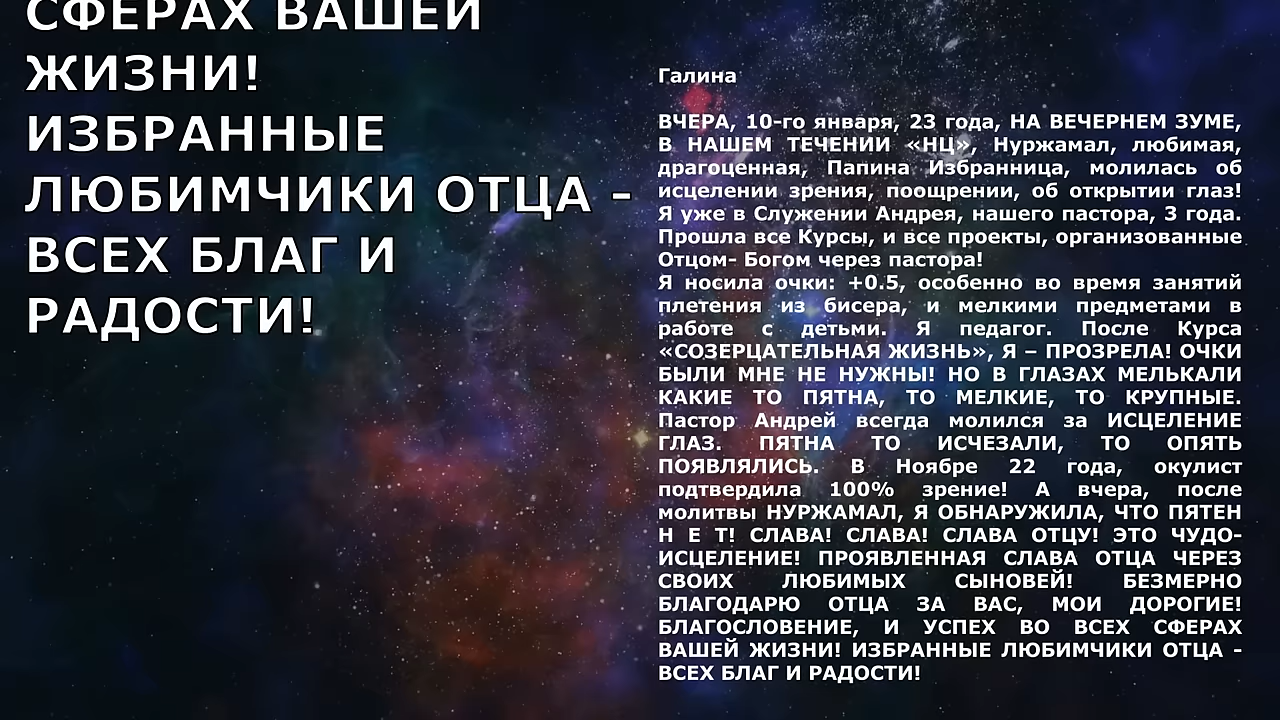 СФЕРАХ ВАШЕЙ
ЖИЗНИ!
ИЗБРАННЫЕ
ЛЮБИМЧИКИ ОТЦА –
ВСЕХ БЛАГ И
РАДОСТИ!
Галина
ВЧЕРА, 10-го января, 23 года, НА ВЕЧЕРНЕМ ЗУМЕ,
В НАШЕМ ТЕЧЕНИИ «НЦ», Нуржамал, любимая,
драгоценная, Папина Избранница, молилась об
исцелении зрения, поощрении, об открытии глаз!
Я уже в Служении Андрея, нашего пастора, 3 года.
Прошла все Курсы, и все проекты, организованные
Отцом- Богом через пастора!
Я носила очки: +0.5, особенно во время занятий
плетения из бисера, и мелкими предметами в
работе с детьми. Я педагог. После Курса
«СОЗЕРЦАТЕЛЬНАЯ ЖИЗНЬ», Я – ПРОЗРЕЛА! ОЧКИ
БЫЛИ МНЕ НЕ НУЖНЫ! НО В ГЛАЗАХ МЕЛЬКАЛИ
КАКИЕ ТО ПЯТНА, ТО МЕЛКИЕ, ТО КРУПНЫЕ.
Пастор Андрей всегда молился за ИСЦЕЛЕНИЕ
ГЛАЗ. ПЯТНА ТО ИСЧЕЗАЛИ, ТО ОПЯТЬ
ПОЯВЛЯЛИСЬ. В Ноябре 22 года, окулист
подтвердила 100% зрение! А вчера, после
молитвы НУРЖАМАЛ, Я ОБНАРУЖИЛА, ЧТО ПЯТЕН
Н Е Т! СЛАВА! СЛАВА! СЛАВА ОТЦУ! ЭТО ЧУДО-
ИСЦЕЛЕНИЕ! ПРОЯВЛЕННАЯ СЛАВА ОТЦА ЧЕРЕЗ
СВОИХ ЛЮБИМЫХ СЫНОВЕЙ! БЕЗМЕРНО
БЛАГОДАРЮ ОТЦА ЗА ВАС, МОИ ДОРОГИЕ!
БЛАГОСЛОВЕНИЕ, И УСПЕХ ВО ВСЕХ СФЕРАХ
ВАШЕЙ ЖИЗНИ! ИЗБРАННЫЕ ЛЮБИМЧИКИ ОТЦА -
ВСЕХ БЛАГ И РАДОСТИ!